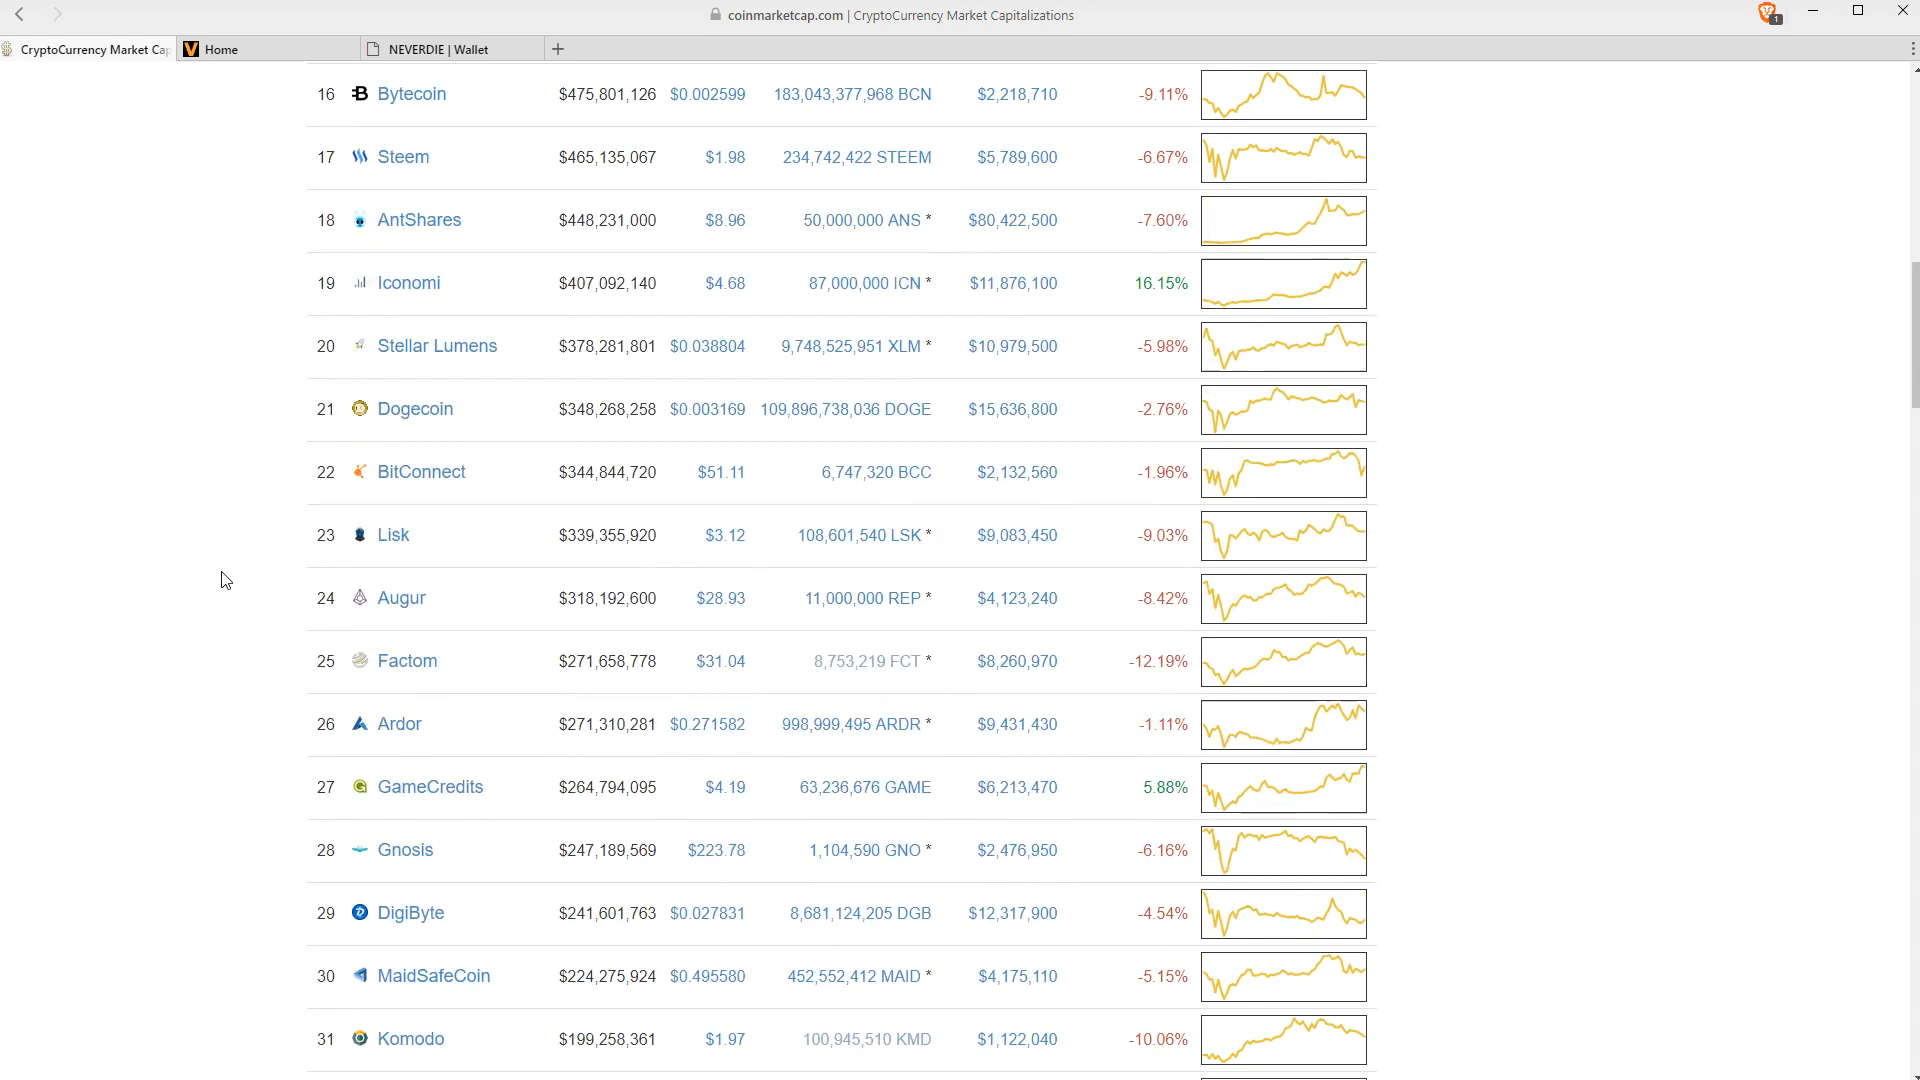 coinmarketcap.com | CryptoCurrency Market Capitalizations
1
CryptoCurrency Market Cap Home NEVERDIE | Wallet
16 Bytecoin $475,801,126 $0.002599 183,043,377,968 BCN $2,218,710 -9.11%
17 Steem $465,135,067 $1.98 234,742,422 STEEM $5,789,600 -6.67%
18 AntShares $448,231,000 $8.96 50,000,000 ANS * $80,422,500 -7.60%
19 Iconomi $407,092,140 $4.68 87,000,000 ICN * $11,876,100 16.15%
20 Stellar Lumens $378,281,801 $0.038804 9,748,525,951 XLM * $10,979,500 -5.98%
21 Dogecoin $348,268,258 $0.003169 109,896,738,036 DOGE $15,636,800 -2.76%
22 BitConnect $344,844,720 $51.11 6,747,320 BCC $2,132,560 -1.96%
23 Lisk $339,355,920 $3.12 108,601,540 LSK * $9,083,450 -9.03%
24 Augur $318,192,600 $28.93 11,000,000 REP * $4,123,240 -8.42%
25 Factom $271,658,778 $31.04 8,753,219 FCT * $8,260,970 -12.19%
26 Ardor $271,310,281 $0.271582 998,999,495 ARDR * $9,431,430 -1.11%
27 GameCredits $264,794,095 $4.19 63,236,676 GAME $6,213,470 5.88%
28 Gnosis $247,189,569 $223.78 1,104,590 GNO * $2,476,950 -6.16%
29 DigiByte $241,601,763 $0.027831 8,681,124,205 DGB $12,317,900 -4.54%
30 MaidSafeCoin $224,275,924 $0.495580 452,552,412 MAID * $4,175,110 -5.15%
31 Komodo $199,258,361 $1.97 100,945,510 KMD $1,122,040 -10.06%